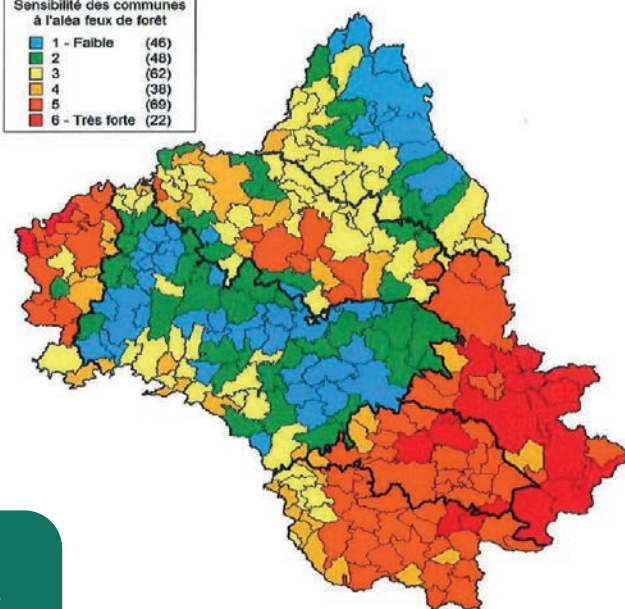 Sensibilité des communes
à l'aléa feux de forêt
1 - Faible (46)
2 (48)
3 (62)
4 (38)
5 (69)
6 - Très forte (22)